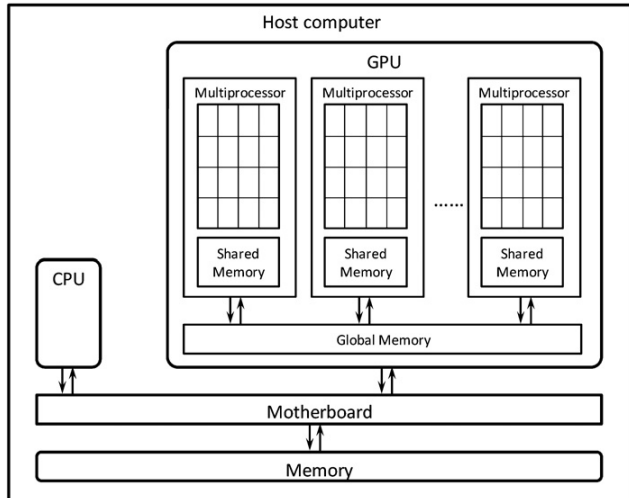 Host computer
GPU
Multiprocessor
Multiprocessor
Multiprocessor
......
Shared
Memory
Shared
Memory
Shared
Memory
CPU
Global Memory
Motherboard
Memory